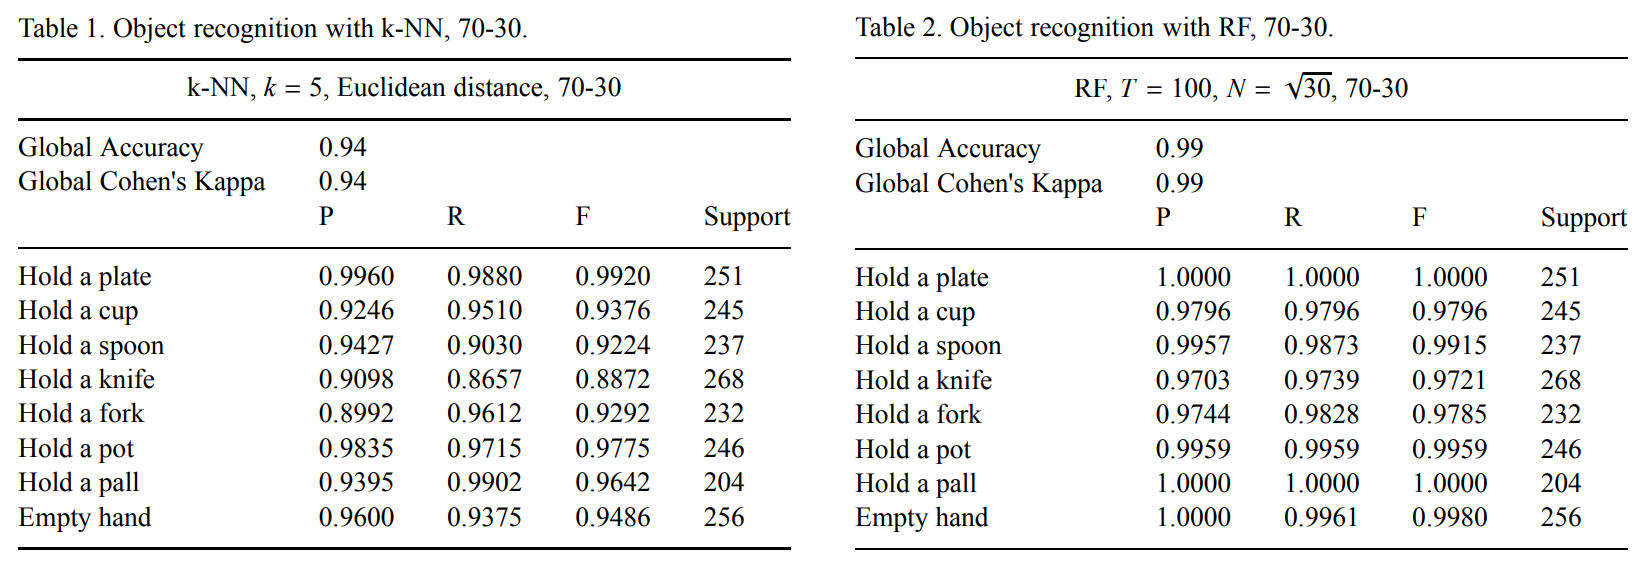 Table 1. Object recognition with k-NN, 70-30.
k-NN, k = 5, Euclidean distance, 70-30
Global Accuracy 0.94
Global Cohen's Kappa 0.94
P R F Support
Hold a plate 0.9960 0.9880 0.9920 251
Hold a cup 0.9246 0.9510 0.9376 245
Hold a spoon 0.9427 0.9030 0.9224 237
Hold a knife 0.9098 0.8657 0.8872 268
Hold a fork 0.8992 0.9612 0.9292 232
Hold a pot 0.9835 0.9715 0.9775 246
Hold a pall 0.9395 0.9902 0.9642 204
Empty hand 0.9600 0.9375 0.9486 256
Table 2. Object recognition with RF, 70-30.
RF, T = 100, N = √30, 70-30
Global Accuracy 0.99
Global Cohen's Kappa 0.99
P R F Support
Hold a plate 1.0000 1.0000 1.0000 251
Hold a cup 0.9796 0.9796 0.9796 245
Hold a spoon 0.9957 0.9873 0.9915 237
Hold a knife 0.9703 0.9739 0.9721 268
Hold a fork 0.9744 0.9828 0.9785 232
Hold a pot 0.9959 0.9959 0.9959 246
Hold a pall 1.0000 1.0000 1.0000 204
Empty hand 1.0000 0.9961 0.9980 256